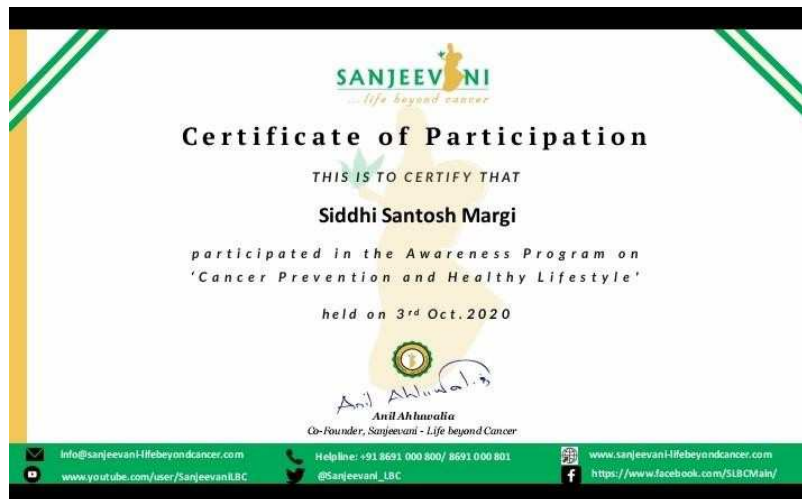 SANJEEVANI
...life beyond cancer
Certificate of Participation
THIS IS TO CERTIFY THAT
Siddhi Santosh Margi
participated in the Awareness Program on
'Cancer Prevention and Healthy Lifestyle'
held on 3rd Oct.2020
Anil Ahluwalia
Anil Ahluwalia
Co-Founder, Sanjeevani - Life beyond Cancer
info@sanjeevani-lifebeyondcancer.com
Helpline: +91 8691 000 800/ 8691 000 801
www.sanjeevani-lifebeyondcancer.com
www.youtube.com/user/SanjeevaniLBC
@Sanjeevani_LBC
https://www.facebook.com/SLBCMain/